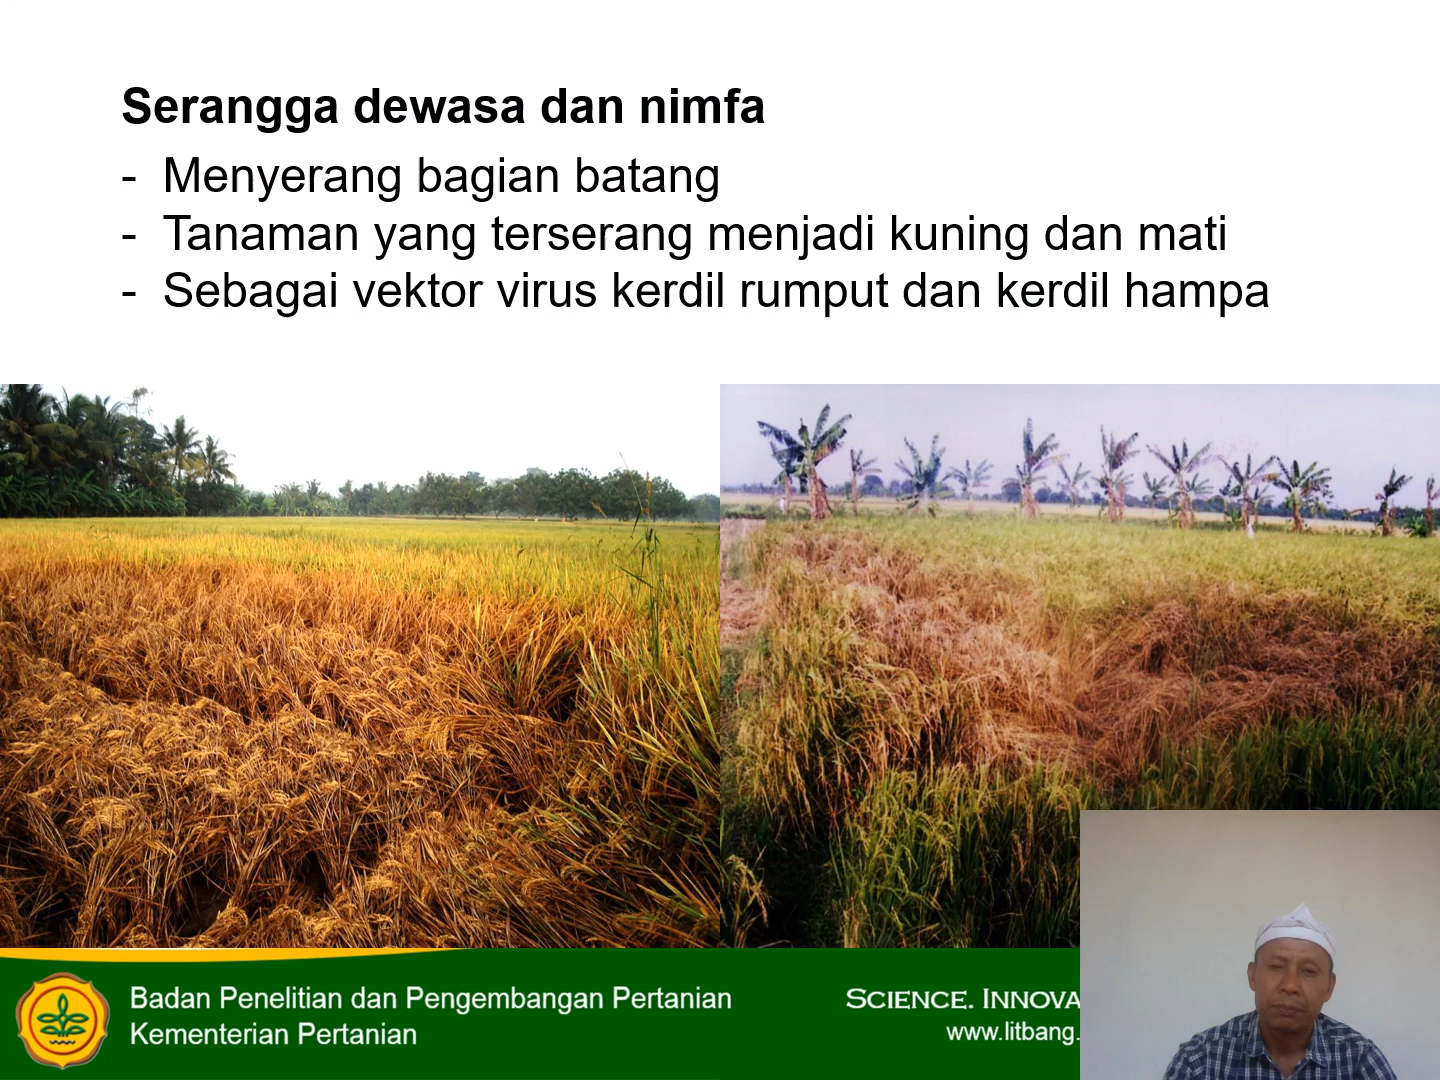 Serangga dewasa dan nimfa
- Menyerang bagian batang
- Tanaman yang terserang menjadi kuning dan mati
- Sebagai vektor virus kerdil rumput dan kerdil hampa
Badan Penelitian dan Pengembangan Pertanian
Kementerian Pertanian
SCIENCE. INNOVA
www.litbang.